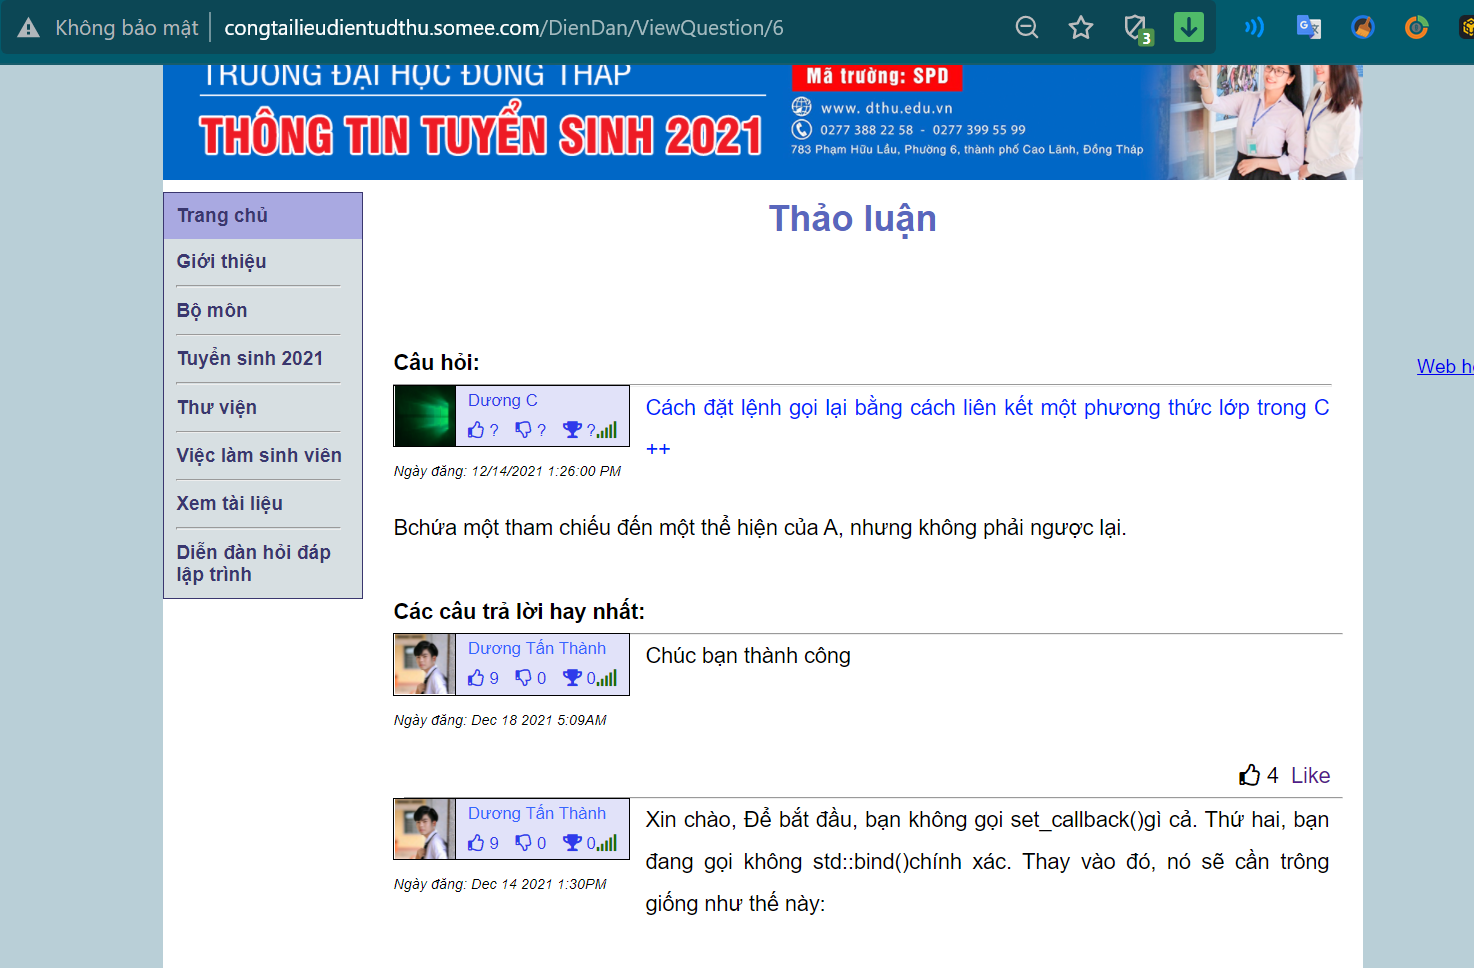 Không bảo mật congtailieudientudthu.somee.com/DienDan/ViewQuestion/6
3
TRƯỜNG ĐẠI HỌC ĐỒNG THÁP
THÔNG TIN TUYỂN SINH 2021
Mã trường: SPD
www. dthu.edu.vn
0277 388 22 58 - 0277 399 55 99
783 Phạm Hữu Lầu, Phường 6, thành phố Cao Lãnh, Đồng Tháp
Trang chủ
Giới thiệu
Bộ môn
Tuyển sinh 2021
Thư viện
Việc làm sinh viên
Xem tài liệu
Diễn đàn hỏi đáp
lập trình
Thảo luận
Web h
Câu hỏi:
Dương C
? ? ?
Ngày đăng: 12/14/2021 1:26:00 PM
Cách đặt lệnh gọi lại bằng cách liên kết một phương thức lớp trong C
++
Bchứa một tham chiếu đến một thể hiện của A, nhưng không phải ngược lại.
Các câu trả lời hay nhất:
Dương Tấn Thành
9 0 0
Ngày đăng: Dec 18 2021 5:09AM
Chúc bạn thành công
4 Like
Dương Tấn Thành
9 0 0
Ngày đăng: Dec 14 2021 1:30PM
Xin chào, Để bắt đầu, bạn không gọi set_callback()gì cả. Thứ hai, bạn
đang gọi không std::bind()chính xác. Thay vào đó, nó sẽ cần trông
giống như thế này: